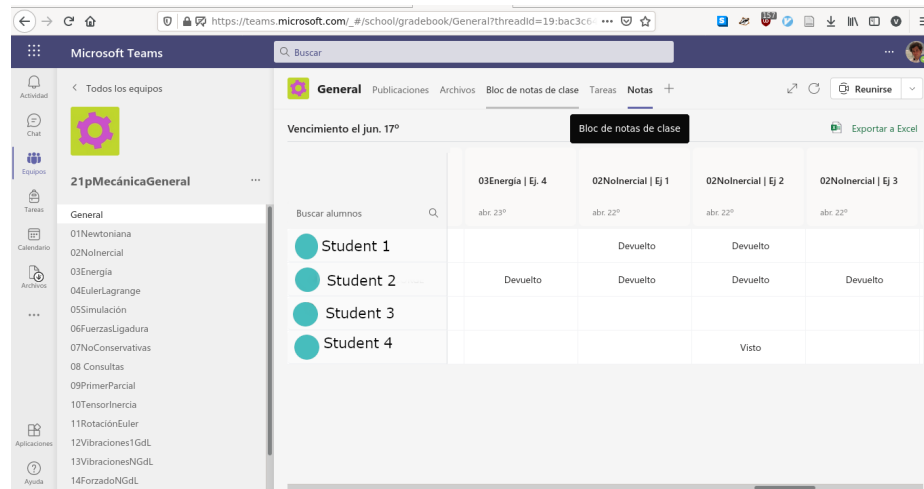 https://teams.microsoft.com/_#/school/gradebook/General?threadId=19:bac3c64
157
Microsoft Teams
Buscar
Actividad
Chat
Equipos
Tareas
Calendario
Archivos
Aplicaciones
Ayuda
Todos los equipos
21pMecánicaGeneral
General
01Newtoniana
02NoInercial
03Energía
04EulerLagrange
05Simulación
06FuerzasLigadura
07NoConservativas
08 Consultas
09PrimerParcial
10TensorInercia
11RotaciónEuler
12Vibraciones1GdL
13VibracionesNGdL
14ForzadoNGdL
General Publicaciones Archivos Bloc de notas de clase Tareas Notas
Reunirse
Vencimiento el jun. 17º
Bloc de notas de clase
Exportar a Excel
03Energía | Ej. 4 02NoInercial | Ej 1 02NoInercial | Ej 2 02NoInercial | Ej 3
Buscar alumnos abr. 23º abr. 22º abr. 22º abr. 22º
Student 1 Devuelto Devuelto
Student 2 Devuelto Devuelto Devuelto Devuelto
Student 3
Student 4 Visto